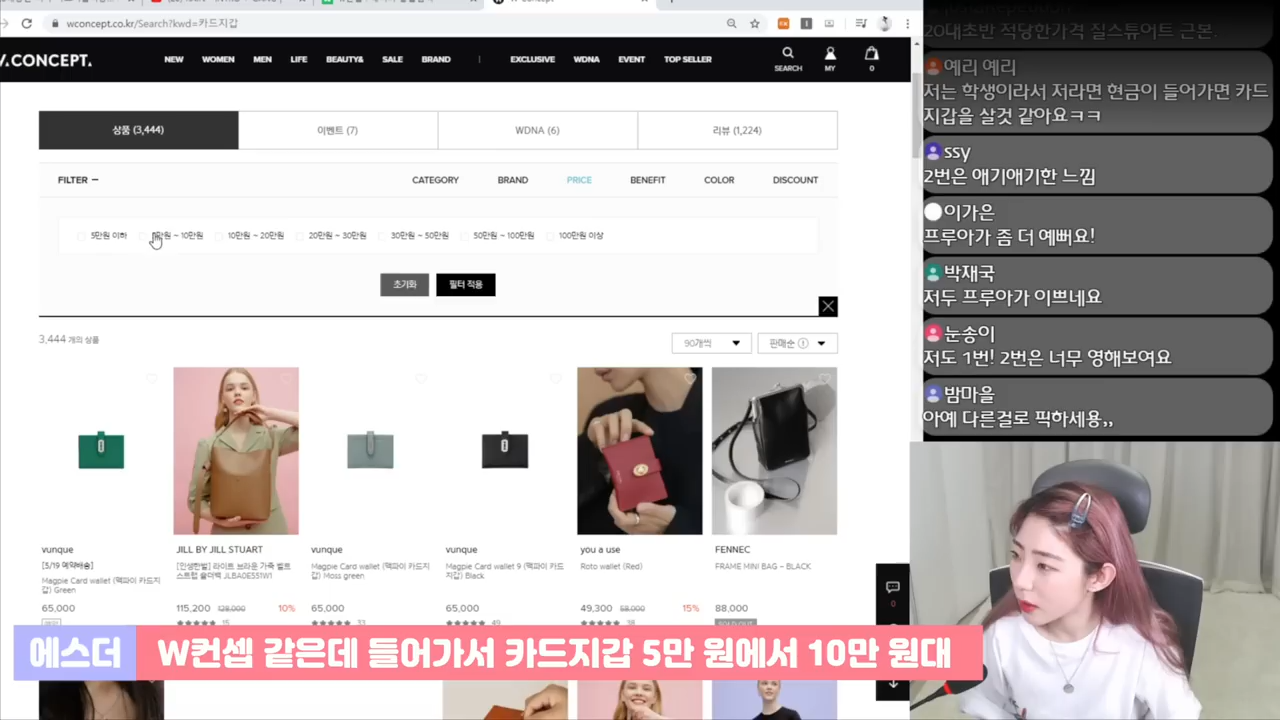 wconcept.co.kr/Search?kwd=카드지갑
W.CONCEPT.
NEW WOMEN MEN LIFE BEAUTY& SALE BRAND | EXCLUSIVE WDNA EVENT TOP SELLER
SEARCH MY 0
상품 (3,444) 이벤트 (7) WDNA (6) 리뷰 (1,224)
FILTER − CATEGORY BRAND PRICE BENEFIT COLOR DISCOUNT
5만원 이하 5만원 ~ 10만원 10만원 ~ 20만원 20만원 ~ 30만원 30만원 ~ 50만원 50만원 ~ 100만원 100만원 이상
초기화 필터 적용
3,444 개의 상품 90개씩 판매순
vunque
[5/19 예약배송]
Magpie Card wallet (맥파이 카드지
갑) Green
65,000
JILL BY JILL STUART
[인생한벌] 라이트 브라운 가죽 벨트
스트랩 숄더백 JLBA0E551W1
115,200 128,000 10%
15
vunque
Magpie Card wallet (맥파이 카드지
갑) Moss green
65,000
33
vunque
Magpie Card wallet 9 (맥파이 카드지
갑) Black
65,000
49
you a use
Roto wallet (Red)
49,300 58,000 15%
38
FENNEC
FRAME MINI BAG – BLACK
88,000
0
20대초반 적당한가격 질스튜어트 근본.
예리 예리
저는 학생이라서 저라면 현금이 들어가면 카드
지갑을 살것 같아요ㅋㅋ
ssy
2번은 애기애기한 느낌
이가은
프루아가 좀 더 예뻐요!
박재국
저두 프루아가 이쁘네요
눈송이
저도 1번! 2번은 너무 영해보여요
밤마을
아예 다른걸로 픽하세용,,
에스더 W컨셉 같은데 들어가서 카드지갑 5만 원에서 10만 원대